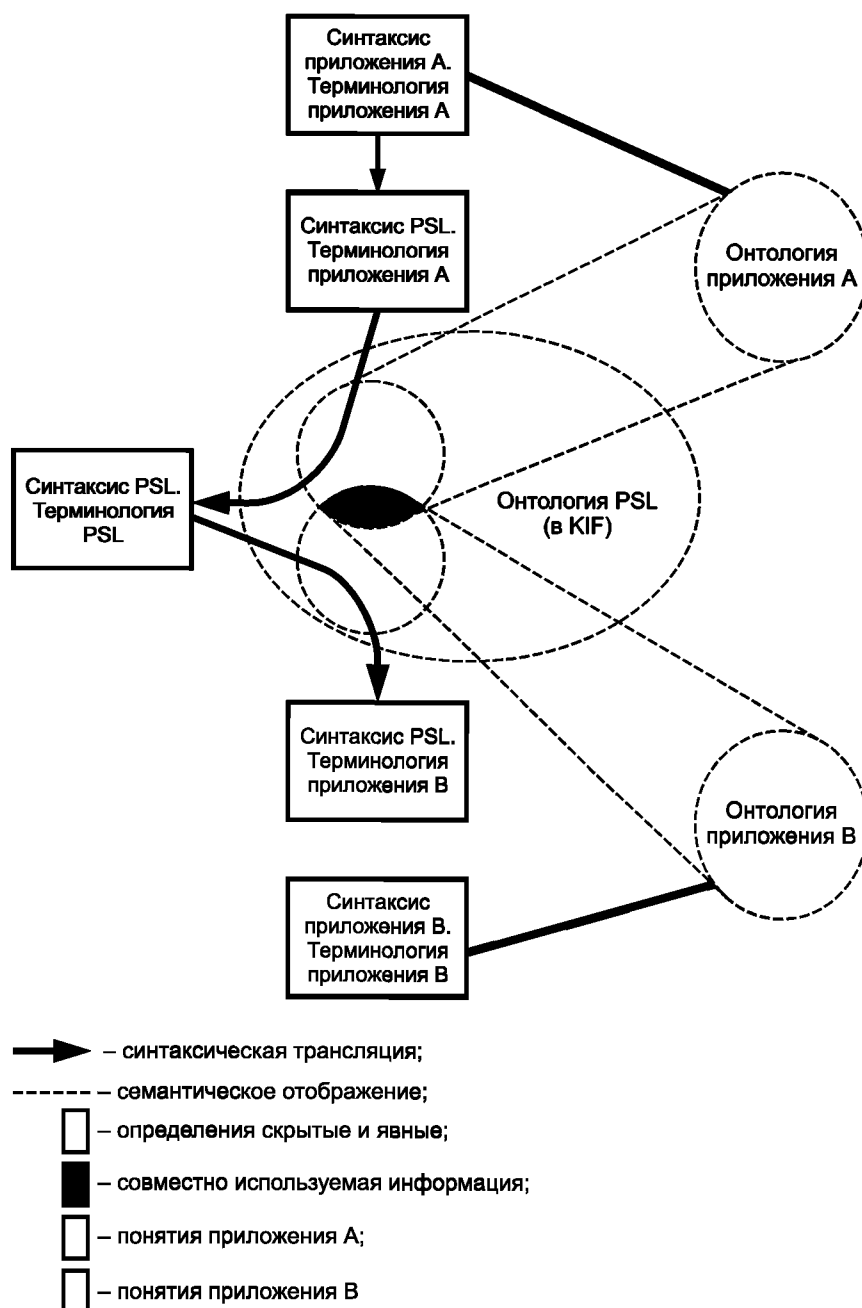 Синтаксис
приложения А.
Терминология
приложения А
Синтаксис PSL.
Терминология
приложения А
Онтология
приложения А
Синтаксис PSL.
Терминология
PSL
Онтология PSL
(в KIF)
Синтаксис PSL.
Терминология
приложения В
Онтология
приложения В
Синтаксис
приложения В.
Терминология
приложения В
– синтаксическая трансляция;
– семантическое отображение;
– определения скрытые и явные;
– совместно используемая информация;
– понятия приложения А;
– понятия приложения В